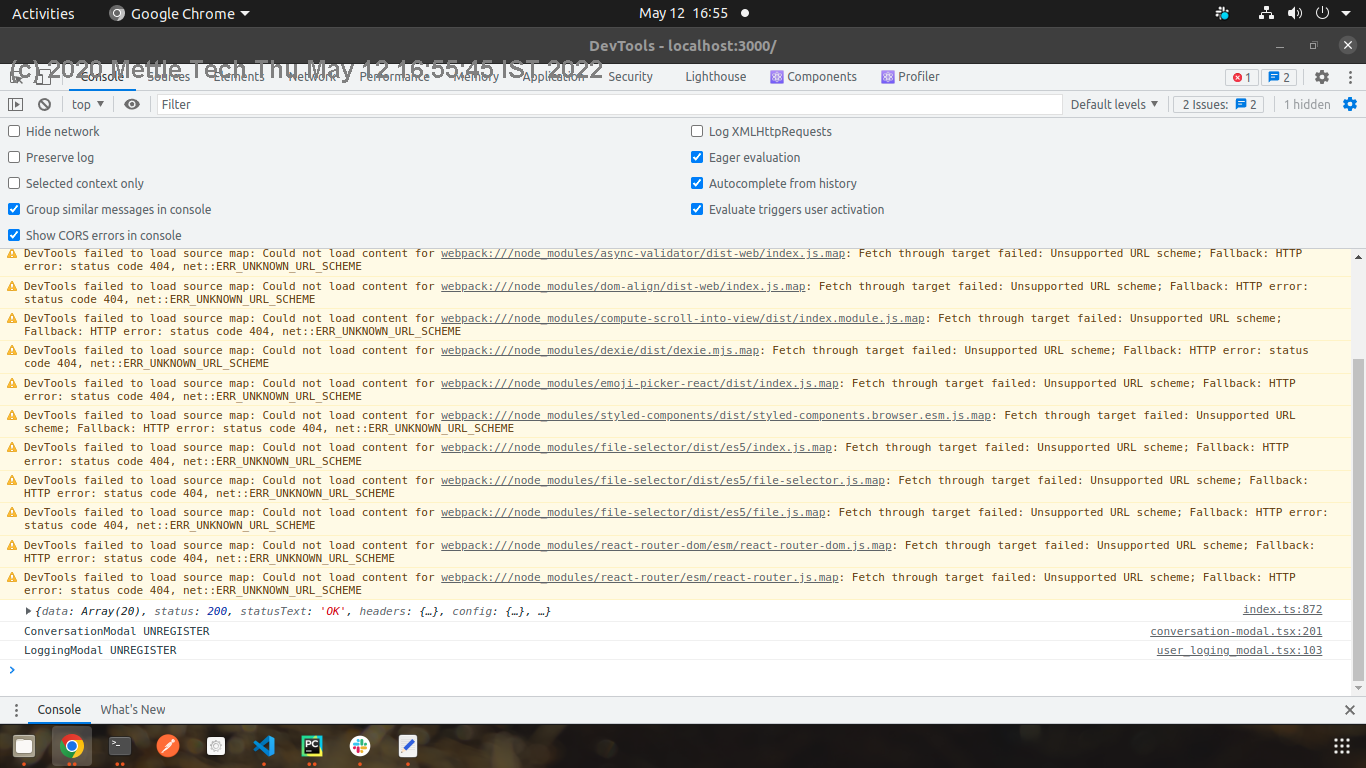 Activities Google Chrome May 12 16:55
DevTools - localhost:3000/
(c) 2020 Mettle Tech Thu May 12 16:55:45 IST 2022
Console Sources Elements Network Performance Memory Application Security Lighthouse Components Profiler 1 2
top Filter Default levels 2 Issues: 2 1 hidden
Hide network Log XMLHttpRequests
Preserve log Eager evaluation
Selected context only Autocomplete from history
Group similar messages in console Evaluate triggers user activation
Show CORS errors in console
DevTools failed to load source map: Could not load content for webpack:///node_modules/async-validator/dist-web/index.js.map: Fetch through target failed: Unsupported URL scheme; Fallback: HTTP
error: status code 404, net::ERR_UNKNOWN_URL_SCHEME
DevTools failed to load source map: Could not load content for webpack:///node_modules/dom-align/dist-web/index.js.map: Fetch through target failed: Unsupported URL scheme; Fallback: HTTP error:
status code 404, net::ERR_UNKNOWN_URL_SCHEME
DevTools failed to load source map: Could not load content for webpack:///node_modules/compute-scroll-into-view/dist/index.module.js.map: Fetch through target failed: Unsupported URL scheme;
Fallback: HTTP error: status code 404, net::ERR_UNKNOWN_URL_SCHEME
DevTools failed to load source map: Could not load content for webpack:///node_modules/dexie/dist/dexie.mjs.map: Fetch through target failed: Unsupported URL scheme; Fallback: HTTP error: status
code 404, net::ERR_UNKNOWN_URL_SCHEME
DevTools failed to load source map: Could not load content for webpack:///node_modules/emoji-picker-react/dist/index.js.map: Fetch through target failed: Unsupported URL scheme; Fallback: HTTP
error: status code 404, net::ERR_UNKNOWN_URL_SCHEME
DevTools failed to load source map: Could not load content for webpack:///node_modules/styled-components/dist/styled-components.browser.esm.js.map: Fetch through target failed: Unsupported URL
scheme; Fallback: HTTP error: status code 404, net::ERR_UNKNOWN_URL_SCHEME
DevTools failed to load source map: Could not load content for webpack:///node_modules/file-selector/dist/es5/index.js.map: Fetch through target failed: Unsupported URL scheme; Fallback: HTTP
error: status code 404, net::ERR_UNKNOWN_URL_SCHEME
DevTools failed to load source map: Could not load content for webpack:///node_modules/file-selector/dist/es5/file-selector.js.map: Fetch through target failed: Unsupported URL scheme; Fallback:
HTTP error: status code 404, net::ERR_UNKNOWN_URL_SCHEME
DevTools failed to load source map: Could not load content for webpack:///node_modules/file-selector/dist/es5/file.js.map: Fetch through target failed: Unsupported URL scheme; Fallback: HTTP error:
status code 404, net::ERR_UNKNOWN_URL_SCHEME
DevTools failed to load source map: Could not load content for webpack:///node_modules/react-router-dom/esm/react-router-dom.js.map: Fetch through target failed: Unsupported URL scheme; Fallback:
HTTP error: status code 404, net::ERR_UNKNOWN_URL_SCHEME
DevTools failed to load source map: Could not load content for webpack:///node_modules/react-router/esm/react-router.js.map: Fetch through target failed: Unsupported URL scheme; Fallback: HTTP
error: status code 404, net::ERR_UNKNOWN_URL_SCHEME
{data: Array(20), status: 200, statusText: 'OK', headers: {…}, config: {…}, …} index.ts:872
ConversationModal UNREGISTER conversation-modal.tsx:201
LoggingModal UNREGISTER user_loging_modal.tsx:103
Console What's New
PC